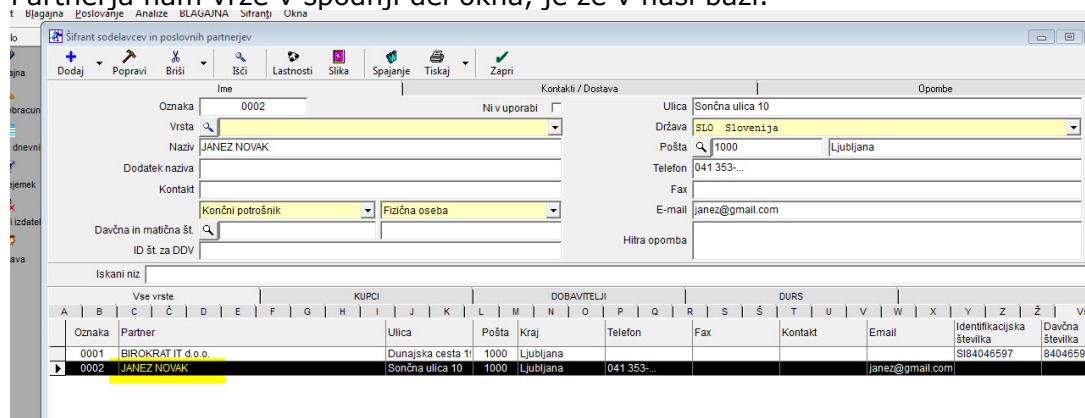 Partnerja nam vrže v spodnji del okna, je že v naši bazi.
Blagajna Poslovanje Analize BLAGAJNA Šifranti Okna
Šifrant sodelavcev in poslovnih partnerjev
Dodaj Popravi Briši Išči Lastnosti Slika Spajanje Tiskaj Zapri
Ime Kontakti / Dostava Opombe
Oznaka 0002 Ni v uporabi Ulica Sončna ulica 10
Vrsta Država SLO Slovenija
Naziv JANEZ NOVAK Pošta 1000 Ljubljana
Dodatek naziva Telefon 041 353-...
Kontakt Fax
Končni potrošnik Fizična oseba E-mail janez@gmail.com
Davčna in matična št. Hitra opomba
ID št. za DDV
Iskani niz
Vse vrste KUPCI DOBAVITELJI DURS
A B C Č D E F G H I J K L M N O P Q R S Š T U V W X Y Z Ž
Oznaka Partner Ulica Pošta Kraj Telefon Fax Kontakt Email Identifikacijska številka Davčna številka
0001 BIROKRAT IT d.o.o. Dunajska cesta 1 1000 Ljubljana SI84046597 8404659
0002 JANEZ NOVAK Sončna ulica 10 1000 Ljubljana 041 353-... janez@gmail.com